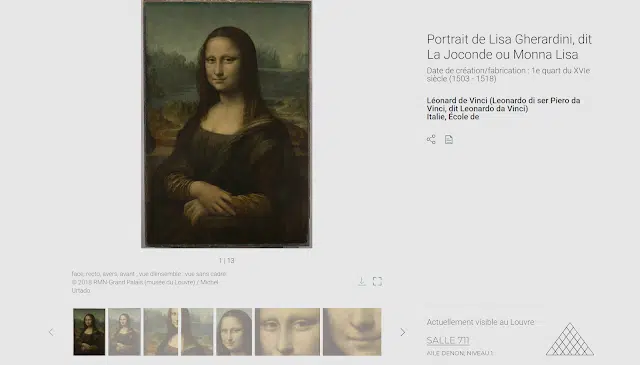 Portrait de Lisa Gherardini, dit
La Joconde ou Monna Lisa
Date de création/fabrication : 1e quart du XVIe
siècle (1503 - 1518)
Léonard de Vinci (Leonardo di ser Piero da
Vinci, dit Leonardo da Vinci)
Italie, École de
1 | 13
face, recto, avers, avant ; vue d'ensemble ; vue sans cadre
© 2018 RMN-Grand Palais (musée du Louvre) / Michel
Urtado
Actuellement visible au Louvre
SALLE 711
AILE DENON, NIVEAU 1